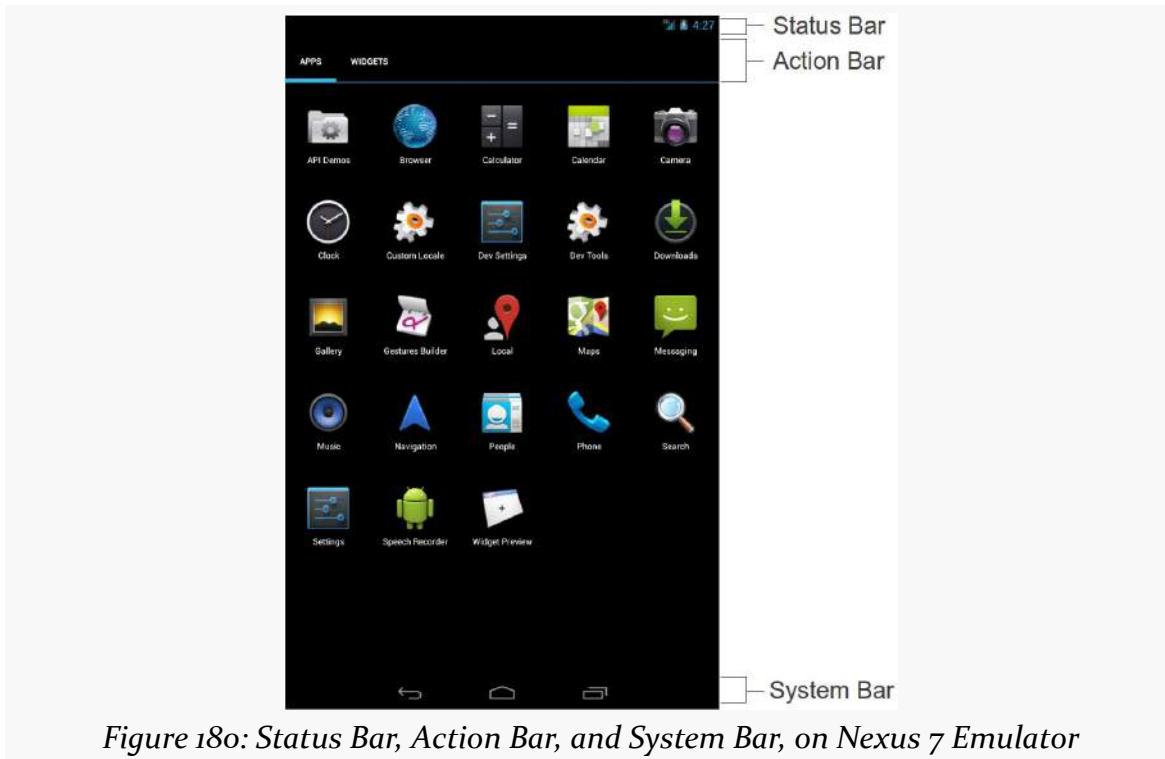 4:27
Status Bar
APPS WIDGETS
Action Bar
API Demos Browser Calculator Calendar Camera
Clock Custom Locale Dev Settings Dev Tools Downloads
Gallery Gestures Builder Local Maps Messaging
Music Navigation People Phone Search
Settings Speech Recorder Widget Preview
System Bar
Figure 180: Status Bar, Action Bar, and System Bar, on Nexus 7 Emulator